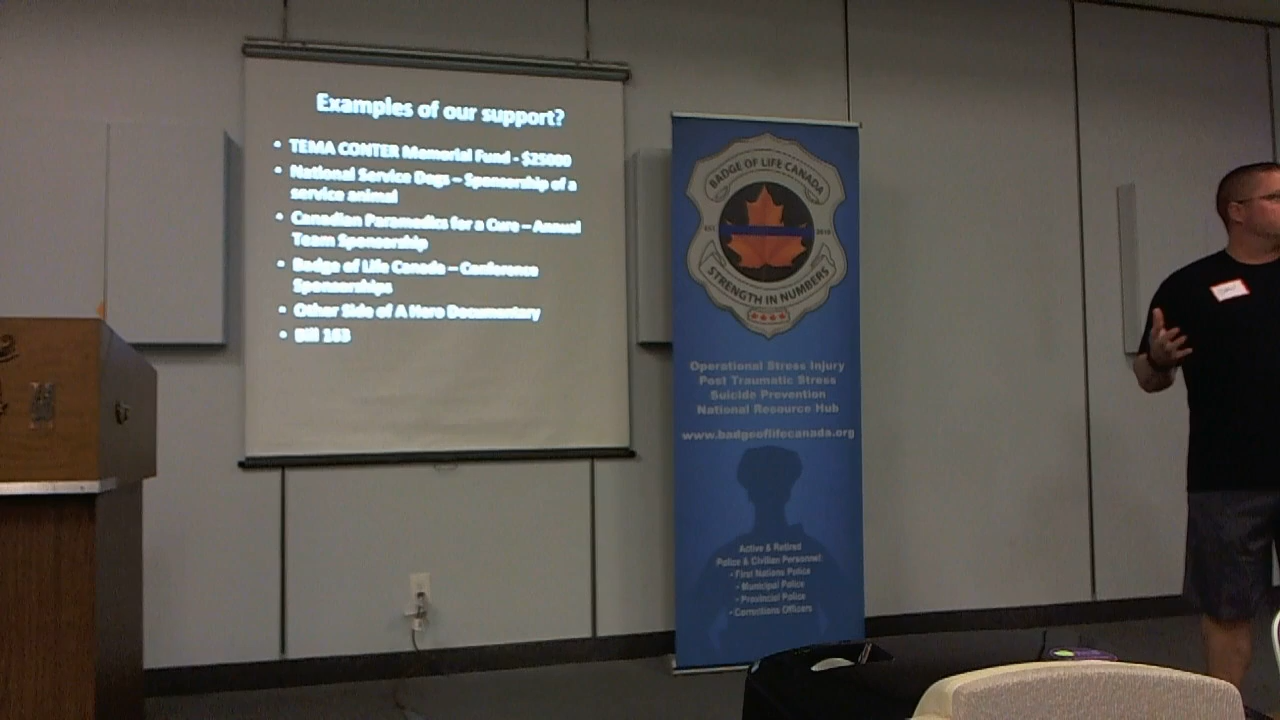 Examples of our support?
• TEMA CONTER Memorial Fund - $25000
• National Service Dogs – Sponsorship of a
service animal
• Canadian Paramedics for a Cure – Annual
Team Sponsorship
• Badge of Life Canada – Conference
Sponsorships
• Other Side of A Hero Documentary
• Bill 163
BADGE OF LIFE CANADA
EST. 2010
STRENGTH IN NUMBERS
Operational Stress Injury
Post Traumatic Stress
Suicide Prevention
National Resource Hub
www.badgeoflifecanada.org
Active & Retired
Police & Civilian Personnel:
- First Nations Police
- Municipal Police
- Provincial Police
- Corrections Officers